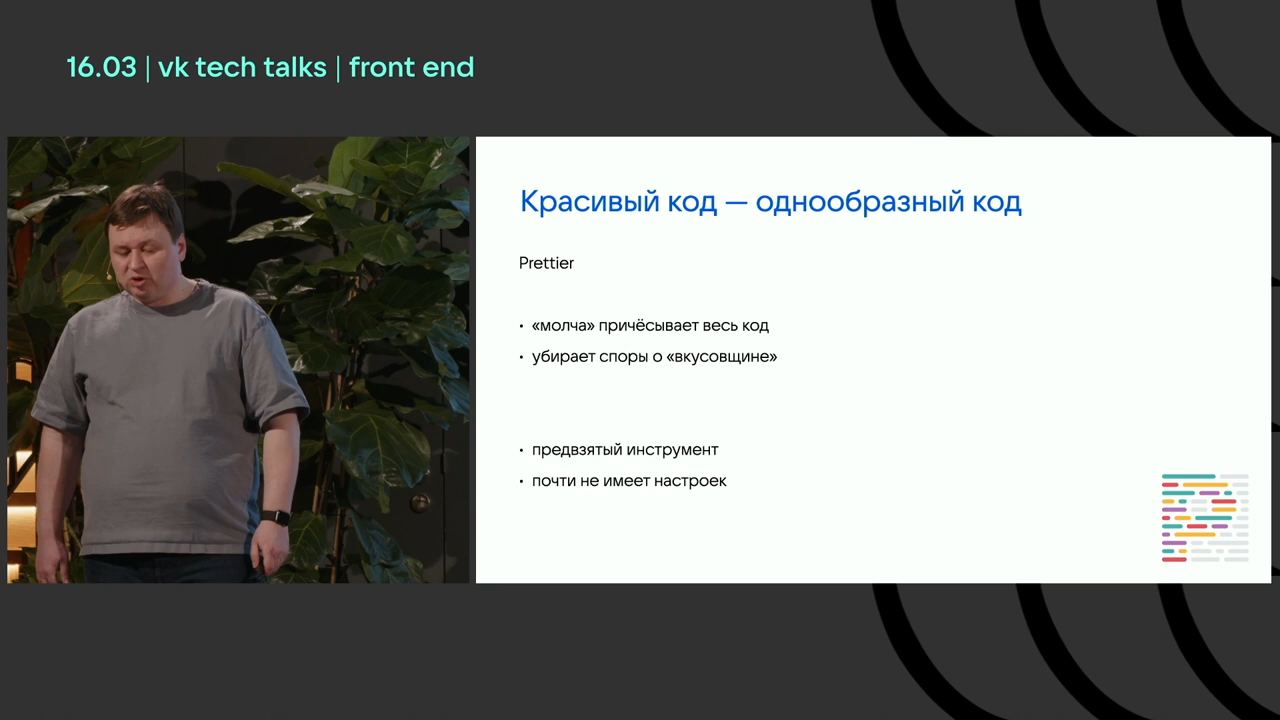 16.03 | vk tech talks | front end
Красивый код — однообразный код
Prettier
• «молча» причёсывает весь код
• убирает споры о «вкусовщине»
• предвзятый инструмент
• почти не имеет настроек